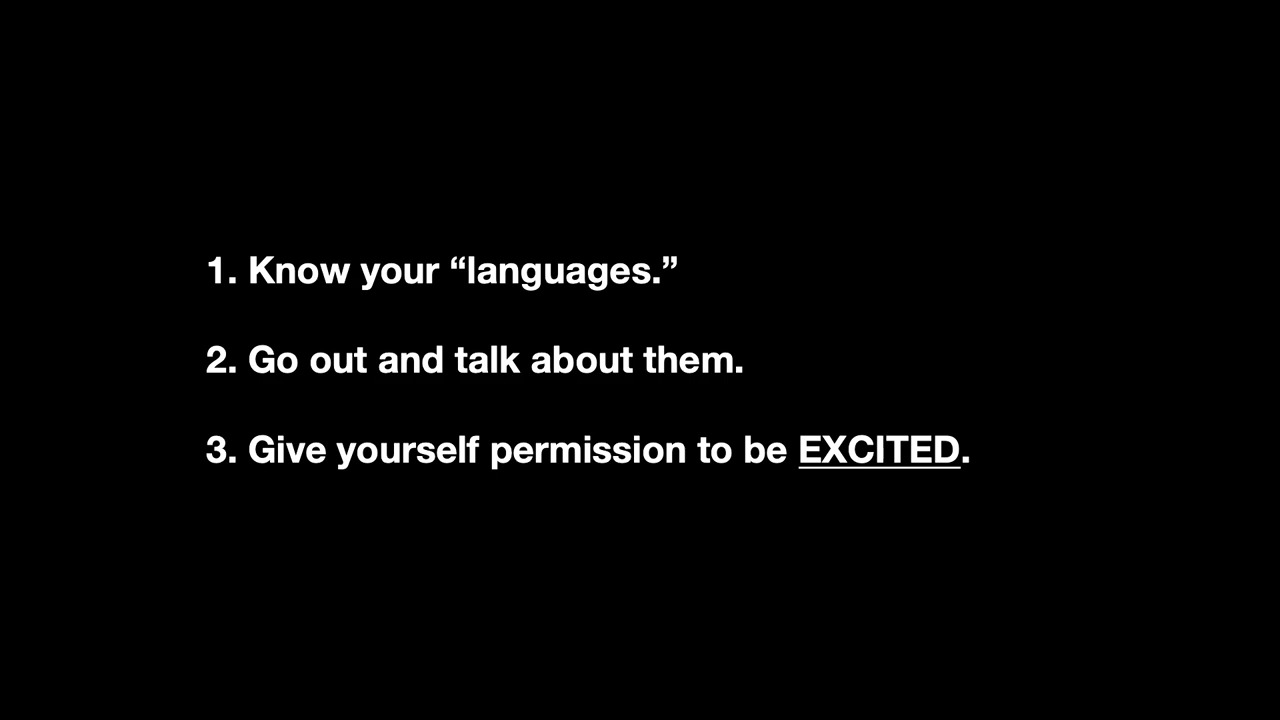 1. Know your “languages.”
2. Go out and talk about them.
3. Give yourself permission to be EXCITED.